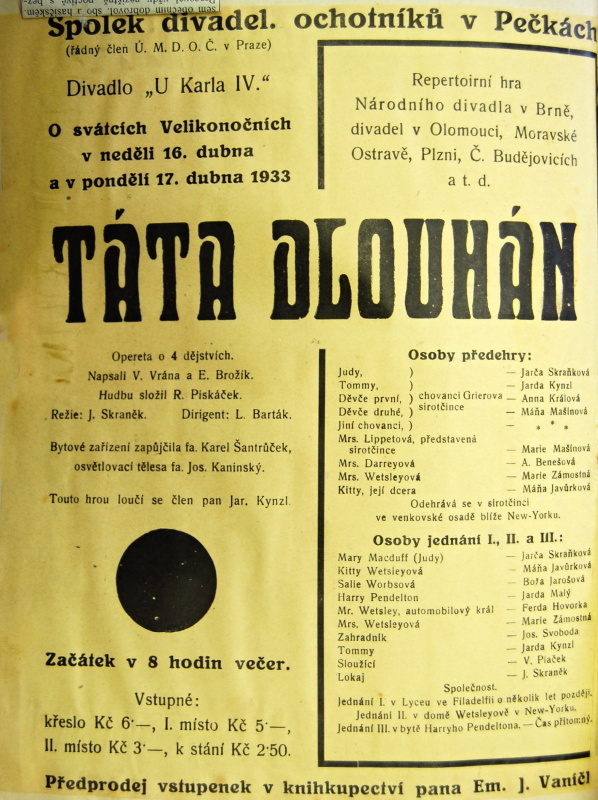 Spolek divadel. ochotníků v Pečkách
(řádný člen Ú. M. D. O. Č. v Praze)
Divadlo „U Karla IV.“
O svátcích Velikonočních
v neděli 16. dubna
a v pondělí 17. dubna 1933
Repertoirní hra
Národního divadla v Brně,
divadel v Olomouci, Moravské
Ostravě, Plzni, Č. Budějovicích
a t. d.
TÁTA DLOUHÁN
Opereta o 4 dějstvích.
Napsali V. Vrána a E. Brožík.
Hudbu složil R. Piskáček.
Režie: J. Skraněk. Dirigent: L. Barták.
Bytové zařízení zapůjčila fa. Karel Šantrůček,
osvětlovací tělesa fa. Jos. Kaninský.
Touto hrou loučí se člen pan Jar. Kynzl.
Začátek v 8 hodin večer.
Vstupné:
křeslo Kč 6·—, I. místo Kč 5·—,
II. místo Kč 3·—, k stání Kč 2·50.
Osoby předehry:
Judy, ) — Jarča Skraňková
Tommy, ) — Jarda Kynzl
Děvče první, ) chovanci Grierova — Anna Králová
Děvče druhé, ) sirotčince — Máňa Mašínová
Jiní chovanci, ) — * * *
Mrs. Lippetová, představená
sirotčince — Marie Mašínová
Mrs. Darreyová — A. Benešová
Mrs. Wetsleyová — Marie Zámostná
Kitty, její dcera — Máňa Javůrková
Odehrává se v sirotčinci
ve venkovské osadě blíže New-Yorku.
Osoby jednání I., II. a III.:
Mary Macduff (Judy) — Jarča Skraňková
Kitty Wetsleyová — Máňa Javůrková
Salie Worbsová — Boža Jarošová
Harry Pendelton — Jarda Malý
Mr. Wetsley, automobilový král — Ferda Hovorka
Mrs. Wetsleyová — Marie Zámostná
Zahradník — Jos. Svoboda
Tommy — Jarda Kynzl
Sloužící — V. Ptaček
Lokaj — J. Skraněk
Společnost.
Jednání I. v Lyceu ve Filadelfii o několik let později.
Jednání II. v domě Wetsleyově v New-Yorku.
Jednání III. v bytě Harryho Pendeltona. — Čas přítomný.
Předprodej vstupenek v knihkupectví pana Em. J. Vaníčl